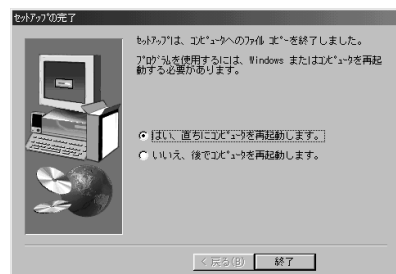 ｾｯﾄｱｯﾌﾟの完了
ｾｯﾄｱｯﾌﾟは、ｺﾝﾋﾟｭｰﾀへのﾌｧｲﾙ ｺﾋﾟｰを終了しました。
ﾌﾟﾛｸﾞﾗﾑを使用するには、Windows またはｺﾝﾋﾟｭｰﾀを再起
動する必要があります。
はい、直ちにｺﾝﾋﾟｭｰﾀを再起動します。
いいえ、後でｺﾝﾋﾟｭｰﾀを再起動します。
< 戻る(B) 終了